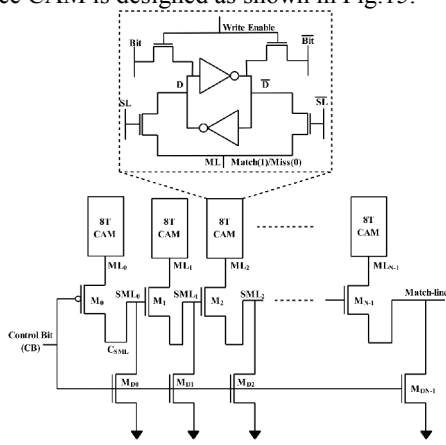 ee CAM is designed as shown in Fig.15.
Write Enable
Bit
Bit
D
D
SL
SL
ML Match(1)/Miss(0)
8T CAM
8T CAM
8T CAM
8T CAM
ML0
ML1
ML2
MLN-1
SML0
SML1
SML2
Match-line
M0
M1
M2
MN-1
Control Bit
(CB)
CSML
MD0
MD1
MD2
MDN-1